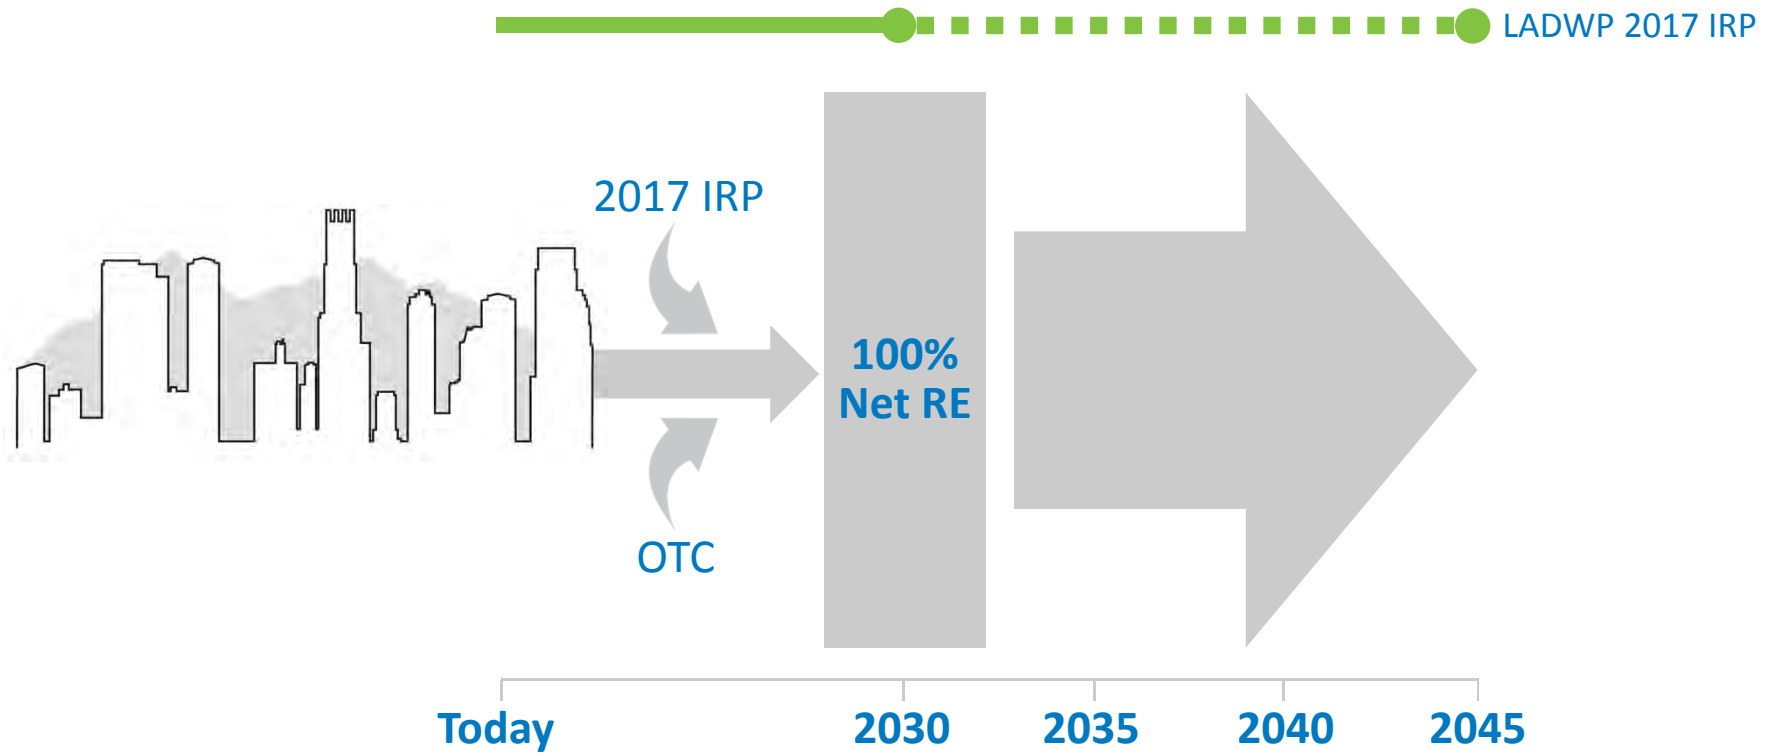 LADWP 2017 IRP
2017 IRP
100%
Net RE
OTC
Today
2030
2035
2040
2045